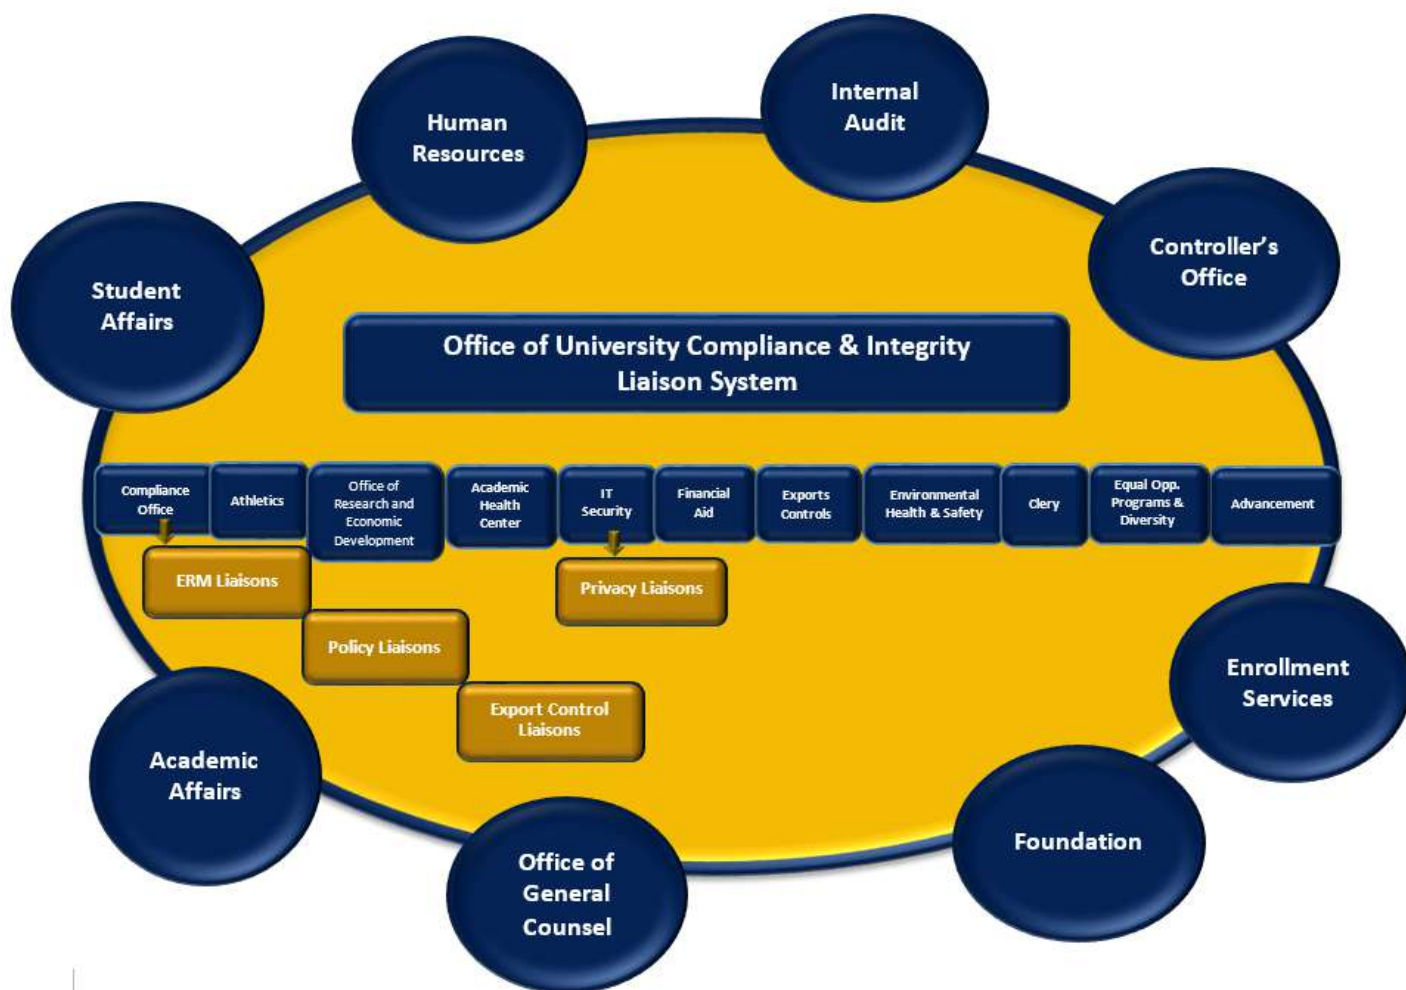 Internal
Audit
Human
Resources
Controller's
Office
Student
Affairs
Office of University Compliance & Integrity
Liaison System
Compliance
Office
Athletics
Office of
Research and
Economic
Development
Academic
Health
Center
IT
Security
Financial
Aid
Exports
Controls
Environmental
Health & Safety
Clery
Equal Opp.
Programs &
Diversity
Advancement
ERM Liaisons
Privacy Liaisons
Policy Liaisons
Export Control
Liaisons
Enrollment
Services
Academic
Affairs
Foundation
Office of
General
Counsel